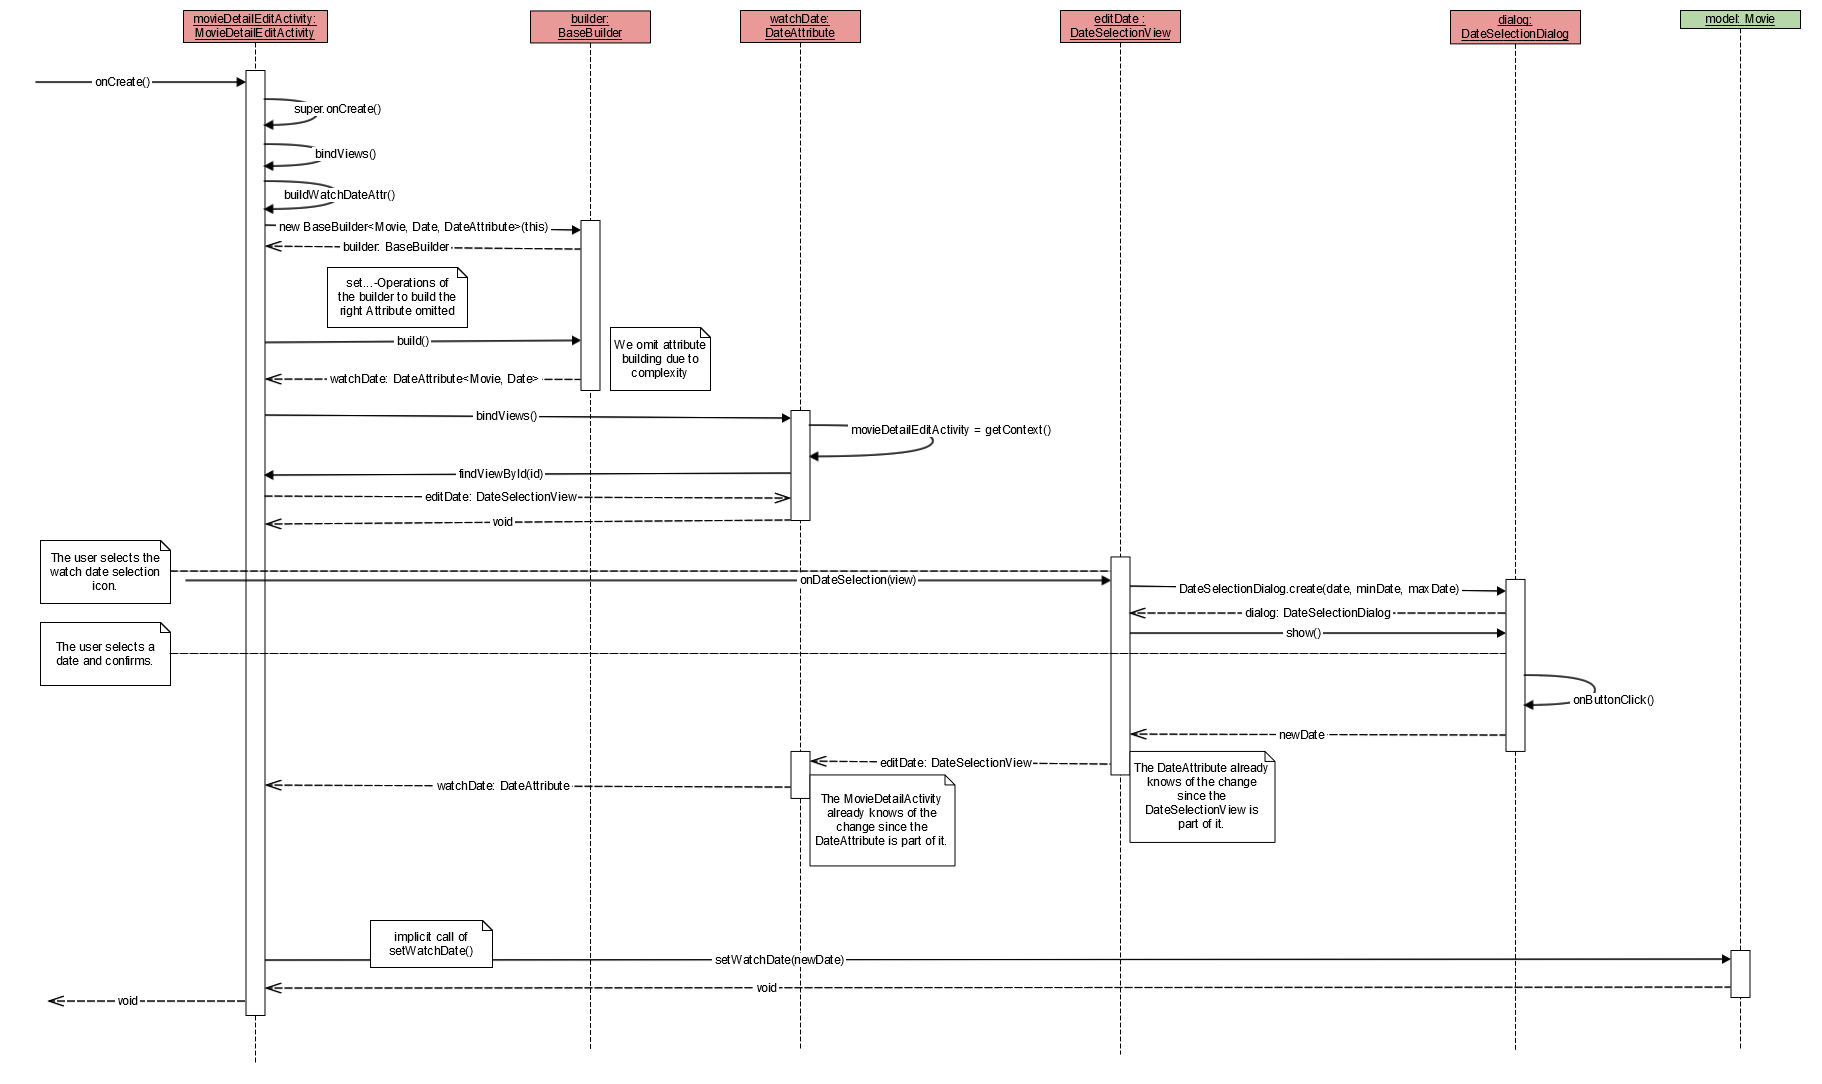 movieDetailEditActivity:
MovieDetailEditActivity
builder:
BaseBuilder
watchDate:
DateAttribute
editDate :
DateSelectionView
dialog:
DateSelectionDialog
model: Movie
onCreate()
super.onCreate()
bindViews()
buildWatchDateAttr()
new BaseBuilder<Movie, Date, DateAttribute>(this)
builder: BaseBuilder
set...-Operations of
the builder to build the
right Attribute omitted
build()
We omit attribute
building due to
complexity
watchDate: DateAttribute<Movie, Date>
bindViews()
movieDetailEditActivity = getContext()
findViewById(id)
editDate: DateSelectionView
void
The user selects the
watch date selection
icon.
onDateSelection(view)
DateSelectionDialog.create(date, minDate, maxDate)
dialog: DateSelectionDialog
show()
The user selects a
date and confirms.
onButtonClick()
newDate
editDate: DateSelectionView
The DateAttribute already
knows of the change
since the
DateSelectionView is
part of it.
watchDate: DateAttribute
The MovieDetailActivity
already knows of the
change since the
DateAttribute is part of it.
implicit call of
setWatchDate()
setWatchDate(newDate)
void
void